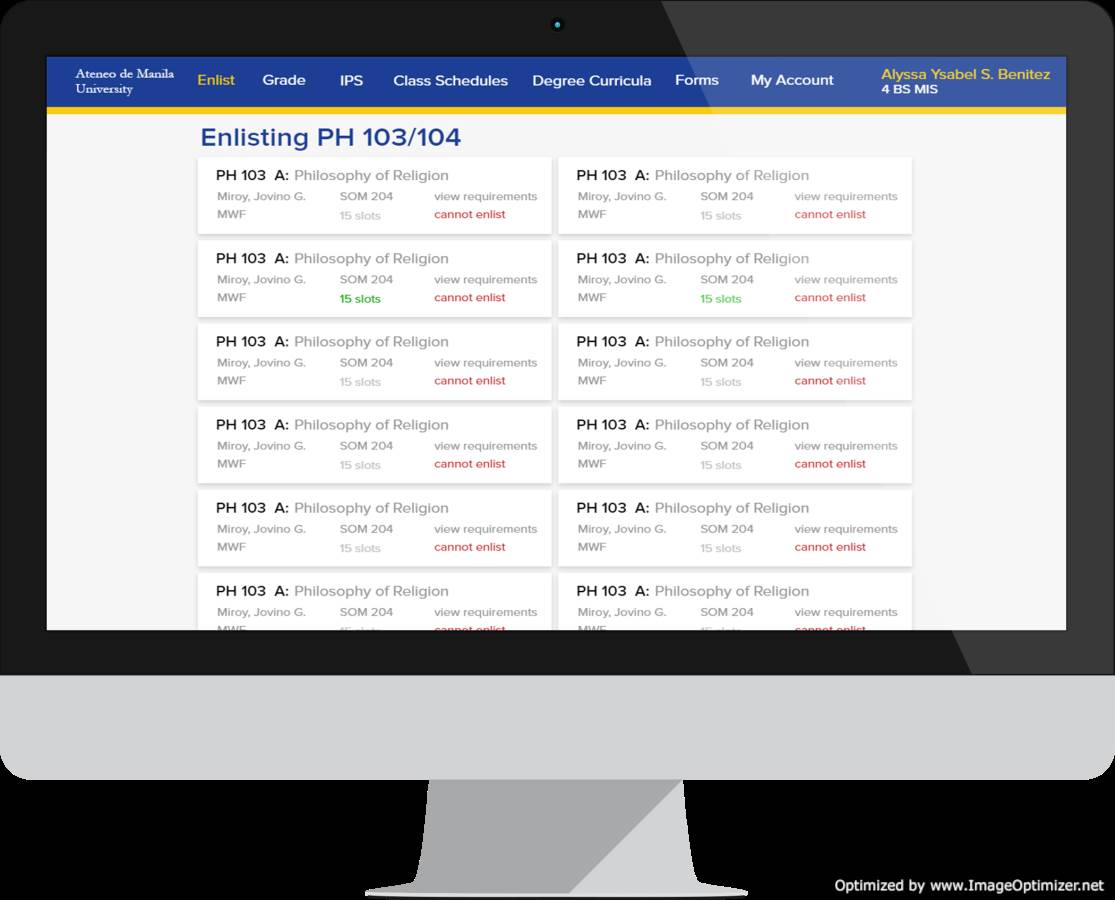 Ateneo de Manila
University
Enlist Grade IPS Class Schedules Degree Curricula Forms My Account
Alyssa Ysabel S. Benitez
4 BS MIS
Enlisting PH 103/104
PH 103 A: Philosophy of Religion
Miroy, Jovino G. SOM 204 view requirements
MWF 15 slots cannot enlist
PH 103 A: Philosophy of Religion
Miroy, Jovino G. SOM 204 view requirements
MWF 15 slots cannot enlist
PH 103 A: Philosophy of Religion
Miroy, Jovino G. SOM 204 view requirements
MWF 15 slots cannot enlist
PH 103 A: Philosophy of Religion
Miroy, Jovino G. SOM 204 view requirements
MWF 15 slots cannot enlist
PH 103 A: Philosophy of Religion
Miroy, Jovino G. SOM 204 view requirements
MWF 15 slots cannot enlist
PH 103 A: Philosophy of Religion
Miroy, Jovino G. SOM 204 view requirements
MWF 15 slots cannot enlist
PH 103 A: Philosophy of Religion
Miroy, Jovino G. SOM 204 view requirements
MWF 15 slots cannot enlist
PH 103 A: Philosophy of Religion
Miroy, Jovino G. SOM 204 view requirements
MWF 15 slots cannot enlist
PH 103 A: Philosophy of Religion
Miroy, Jovino G. SOM 204 view requirements
MWF 15 slots cannot enlist
PH 103 A: Philosophy of Religion
Miroy, Jovino G. SOM 204 view requirements
MWF 15 slots cannot enlist
PH 103 A: Philosophy of Religion
Miroy, Jovino G. SOM 204 view requirements
MWF 15 slots cannot enlist
PH 103 A: Philosophy of Religion
Miroy, Jovino G. SOM 204 view requirements
MWF 15 slots cannot enlist
Optimized by www.ImageOptimizer.net